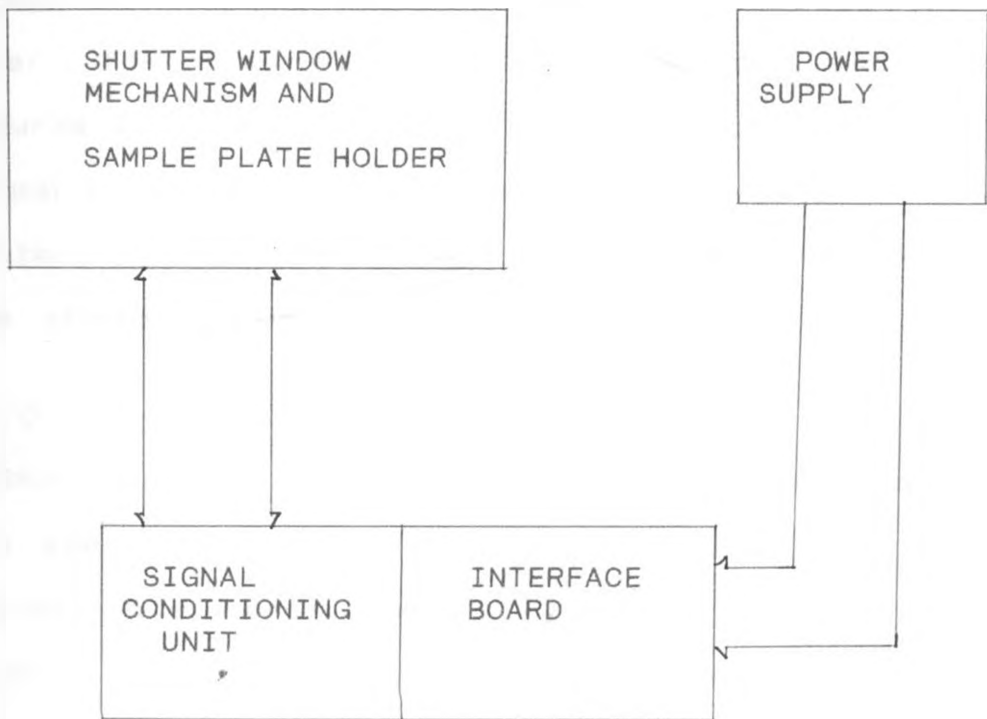 SHUTTER WINDOW
MECHANISM AND
SAMPLE PLATE HOLDER
POWER
SUPPLY
SIGNAL
CONDITIONING
UNIT
INTERFACE
BOARD